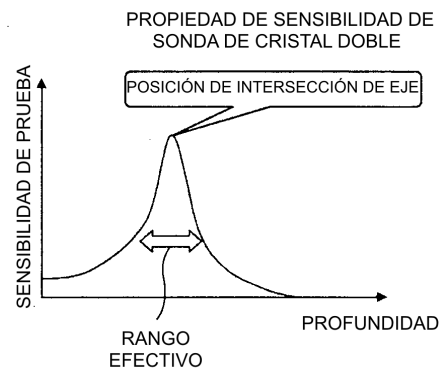 PROPIEDAD DE SENSIBILIDAD DE
SONDA DE CRISTAL DOBLE
POSICIÓN DE INTERSECCIÓN DE EJE
SENSIBILIDAD DE PRUEBA
PROFUNDIDAD
RANGO
EFECTIVO